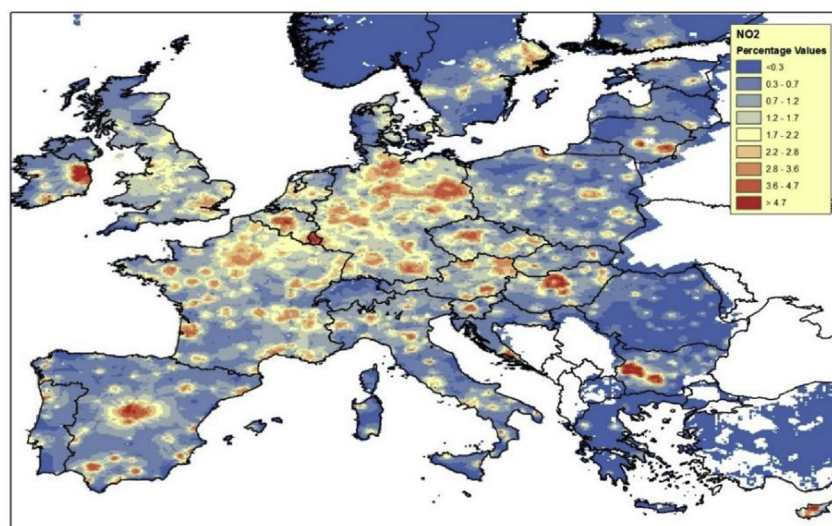 NO2
Percentage Values
<0.3
0.3 - 0.7
0.7 - 1.2
1.2 - 1.7
1.7 - 2.2
2.2 - 2.8
2.8 - 3.6
3.6 - 4.7
> 4.7